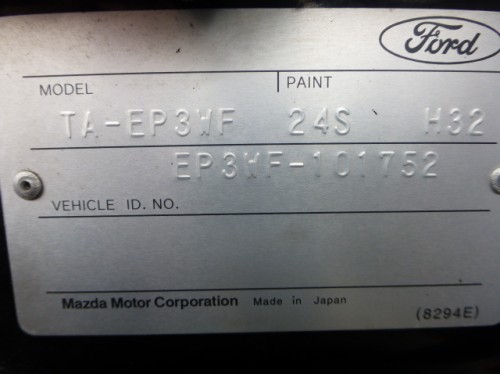 Ford
MODEL PAINT
TA-EP3WF 24S H32
EP3WF-101752
VEHICLE ID. NO.
Mazda Motor Corporation Made in Japan
(8294E)